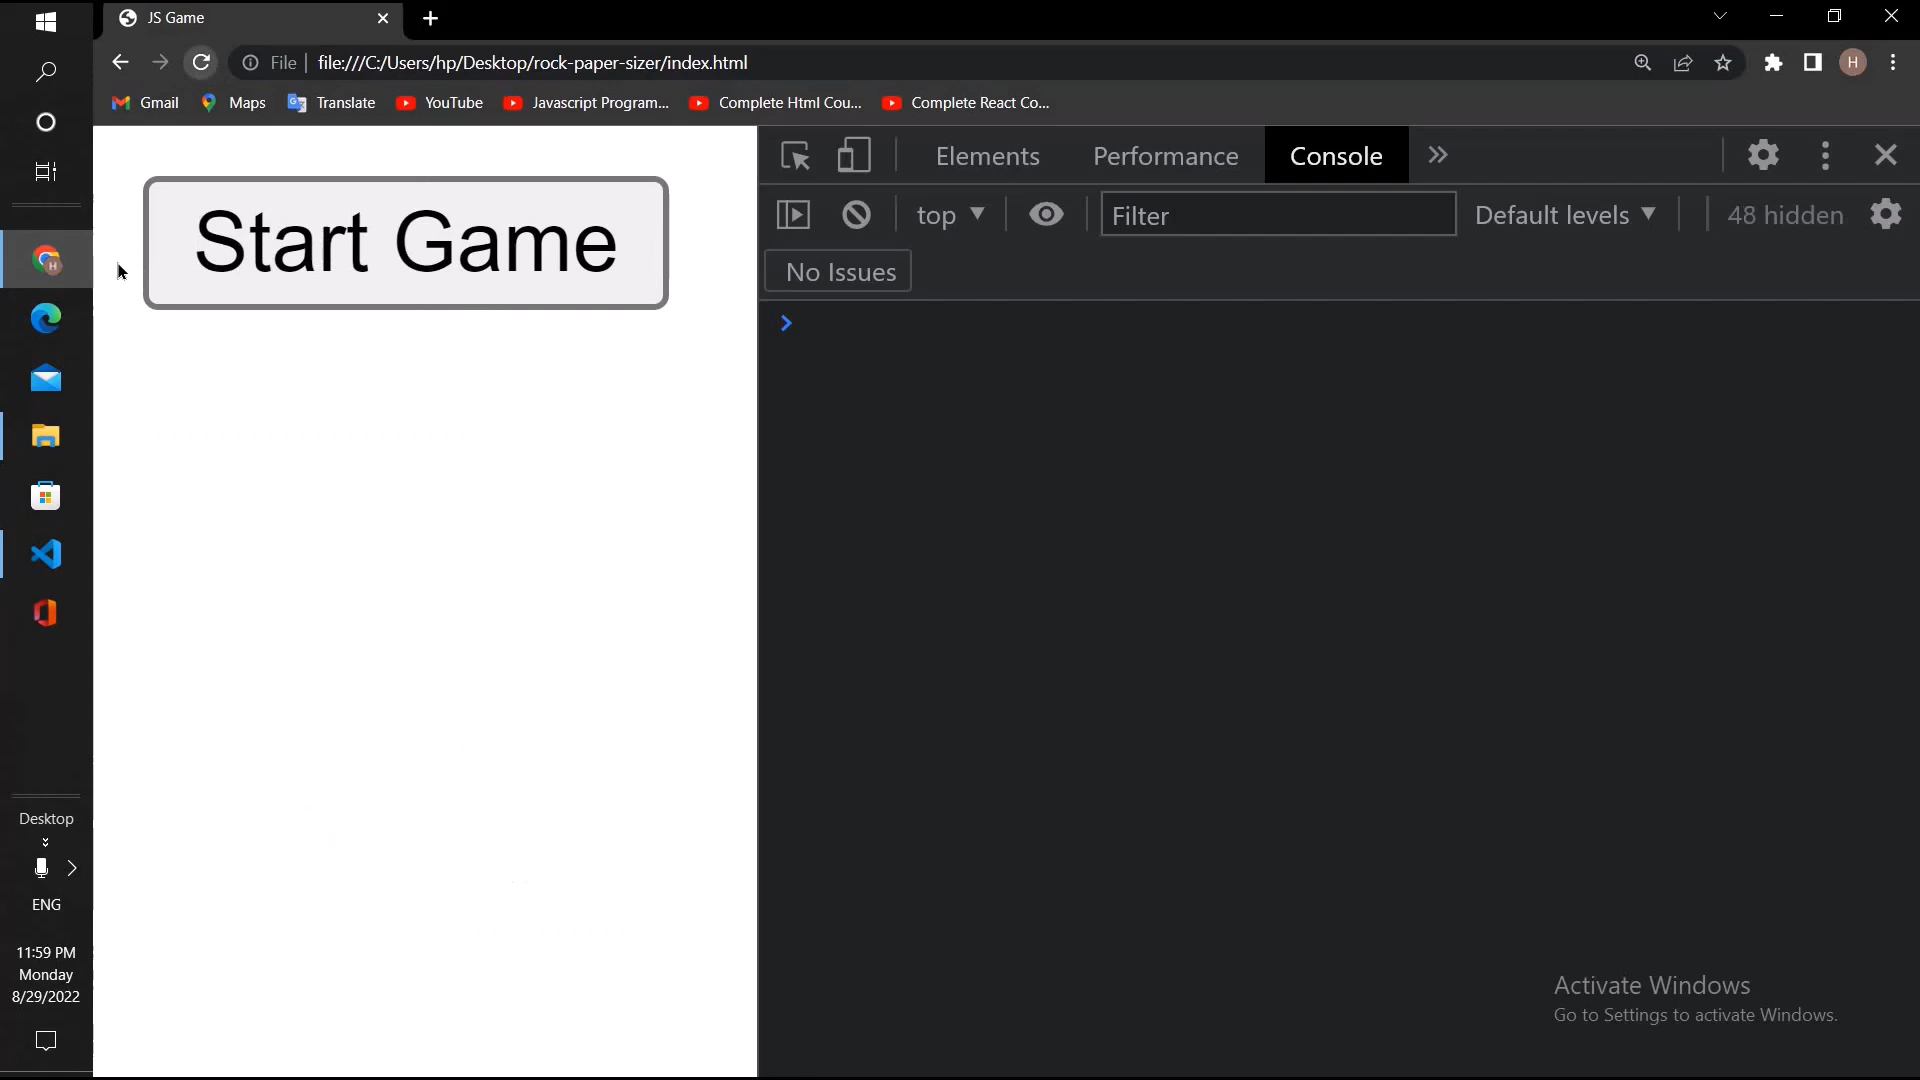 JS Game
File
file:///C:/Users/hp/Desktop/rock-paper-sizer/index.html
H
Gmail
Maps
Translate
YouTube
Javascript Program...
Complete Html Cou...
Complete React Co...
Elements
Performance
Console
top
Filter
Default levels
48 hidden
No Issues
Start Game
H
Desktop
ENG
11:59 PM
Monday
8/29/2022
Activate Windows
Go to Settings to activate Windows.